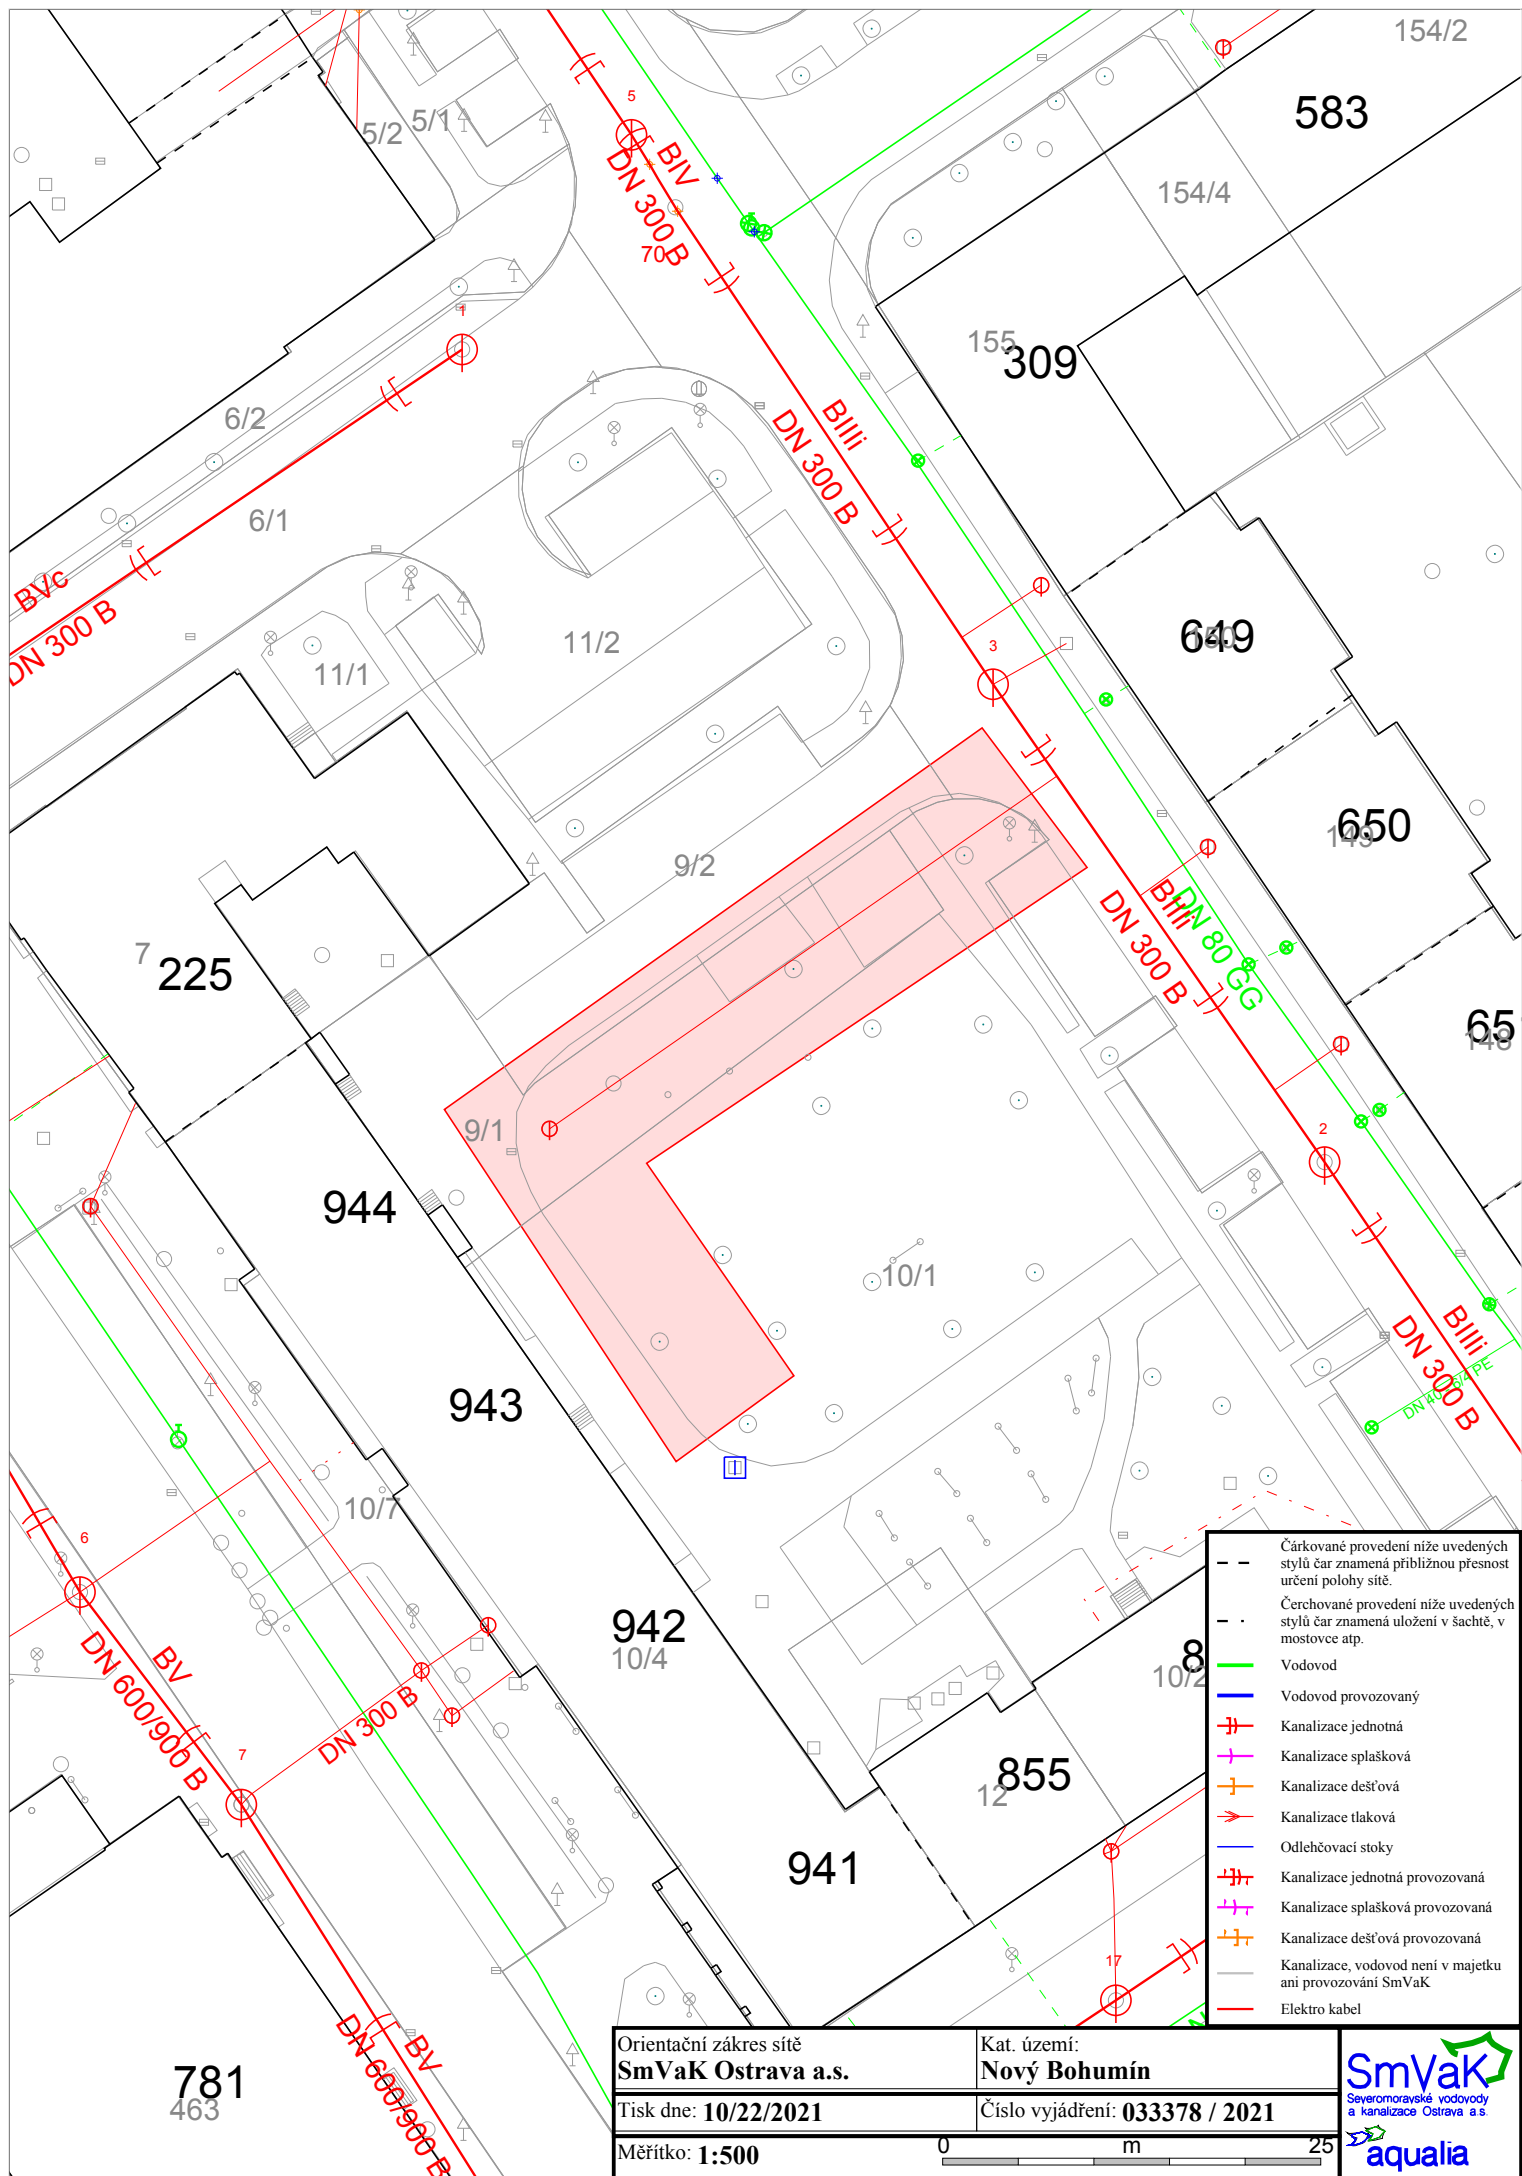 154/2
583
5/2
5/1
5
BIV
DN 300 B
70
154/4
1
155
309
6/2
6/1
BIIIi
DN 300 B
BVc
DN 300 B
11/1
11/2
3
649
150
650
149
9/2
7
225
BIIIi
DN 300 B
DN 80 GG
148
9/1
2
944
10/1
BIIIi
DN 300 B
943
10/7
6
942
10/4
10/2
BV
DN 600/900 B
7
DN 300 B
855
12
941
17
BV
DN 600/900 B
781
463
Čárkované provedení níže uvedených
stylů čar znamená přibližnou přesnost
určení polohy sítě.
Čerchované provedení níže uvedených
stylů čar znamená uložení v šachtě, v
mostovce atp.
Vodovod
Vodovod provozovaný
Kanalizace jednotná
Kanalizace splašková
Kanalizace dešťová
Kanalizace tlaková
Odlehčovací stoky
Kanalizace jednotná provozovaná
Kanalizace splašková provozovaná
Kanalizace dešťová provozovaná
Kanalizace, vodovod není v majetku
ani provozování SmVaK
Elektro kabel
Orientační zákres sítě
SmVaK Ostrava a.s.
Kat. území:
Nový Bohumín
Tisk dne: 10/22/2021
Číslo vyjádření: 033378 / 2021
Měřítko: 1:500
0 m 25
SmVaK
Severomoravské vodovody
a kanalizace Ostrava a.s.
aqualia